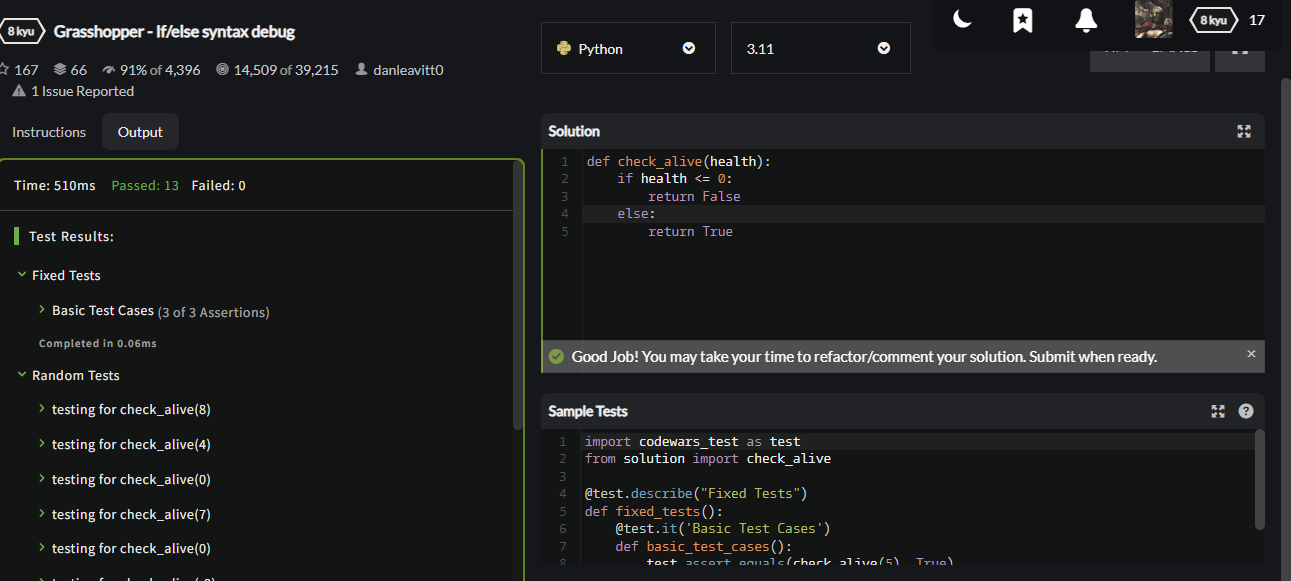 8 kyu Grasshopper - If/else syntax debug
167 66 91% of 4,396 14,509 of 39,215 danleavitt0
1 Issue Reported
Instructions Output
Time: 510ms Passed: 13 Failed: 0
Test Results:
Fixed Tests
Basic Test Cases (3 of 3 Assertions)
Completed in 0.06ms
Random Tests
testing for check_alive(8)
testing for check_alive(4)
testing for check_alive(0)
testing for check_alive(7)
testing for check_alive(0)
Python 3.11
8 kyu 17
Solution
1 def check_alive(health):
2 if health <= 0:
3 return False
4 else:
5 return True
Good Job! You may take your time to refactor/comment your solution. Submit when ready.
Sample Tests
1 import codewars_test as test
2 from solution import check_alive
3
4 @test.describe("Fixed Tests")
5 def fixed_tests():
6 @test.it('Basic Test Cases')
7 def basic_test_cases():
8 test.assert_equals(check_alive(5), True)